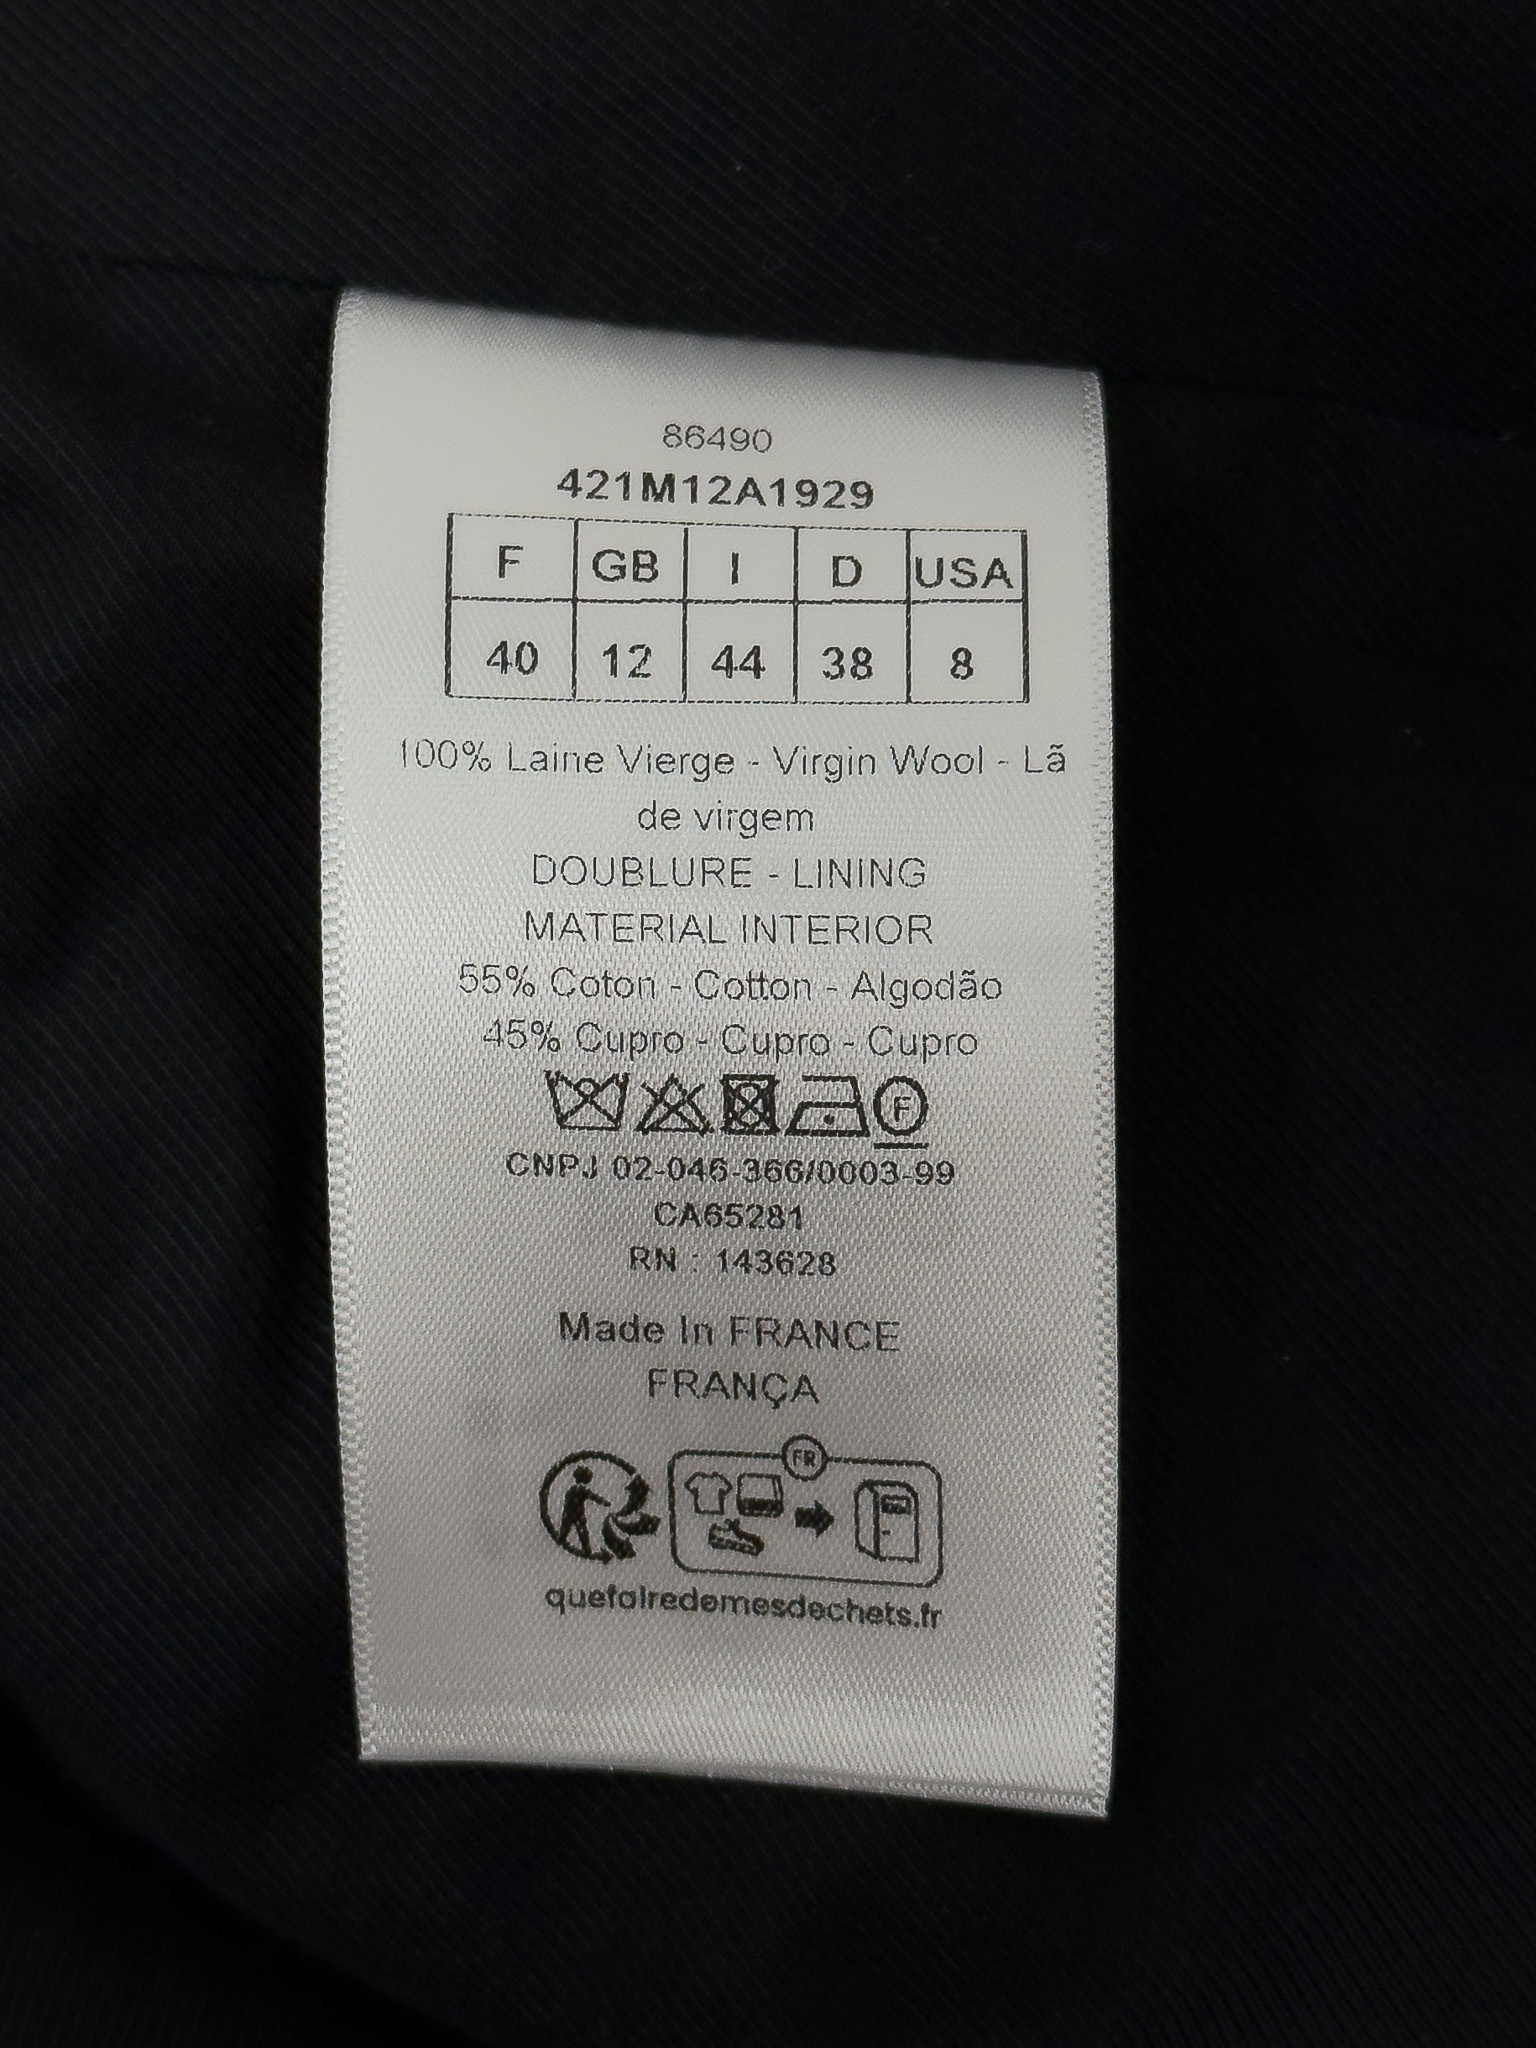 86490
421M12A1929
F GB I D USA
40 12 44 38 8
100% Laine Vierge - Virgin Wool - Lã
de virgem
DOUBLURE - LINING
MATERIAL INTERIOR
55% Coton - Cotton - Algodão
45% Cupro - Cupro - Cupro
F
CNPJ 02-046-366/0003-99
CA65281
RN : 143628
Made In FRANCE
FRANÇA
FR
quefairedemesdechets.fr